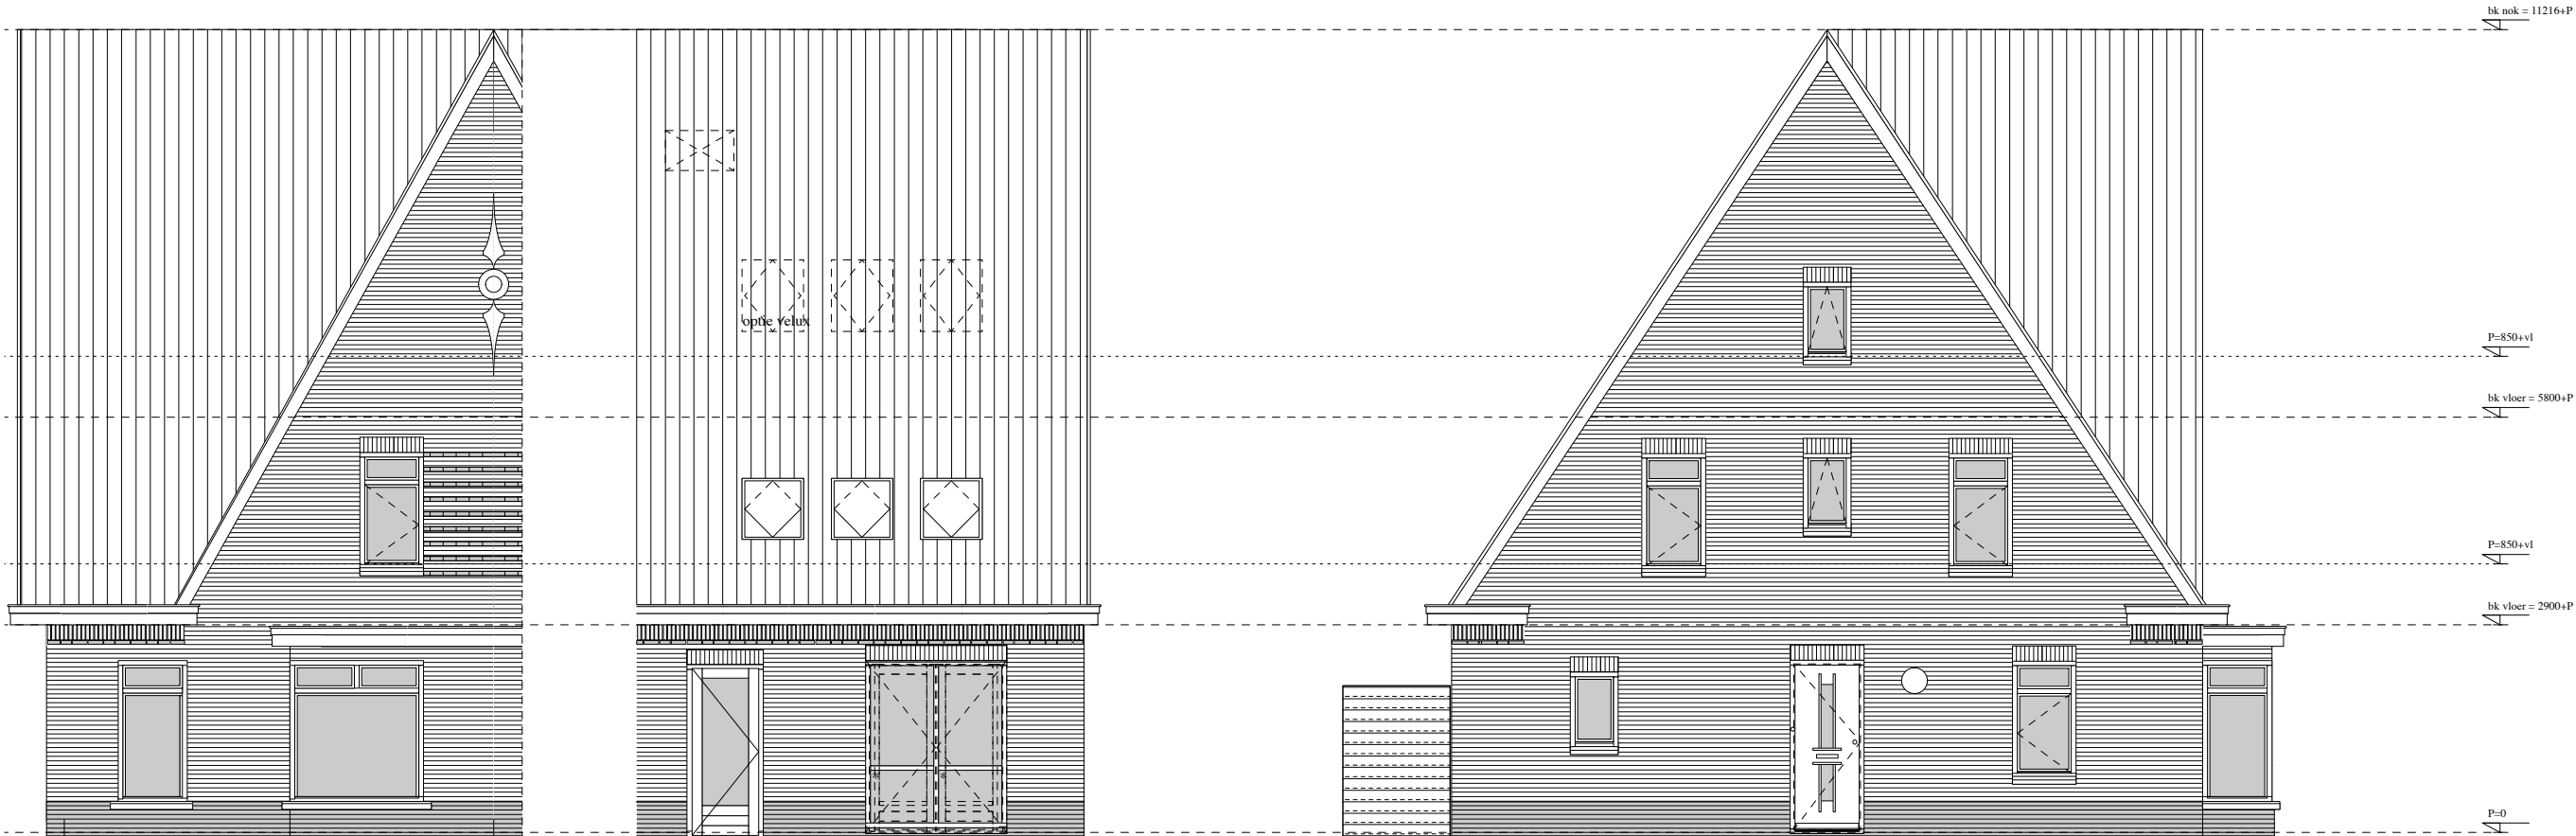 bk nok = 11216+P
optie velux
P=850+vl
bk vloer = 5800+P
P=850+vl
bk vloer = 2900+P
P=0